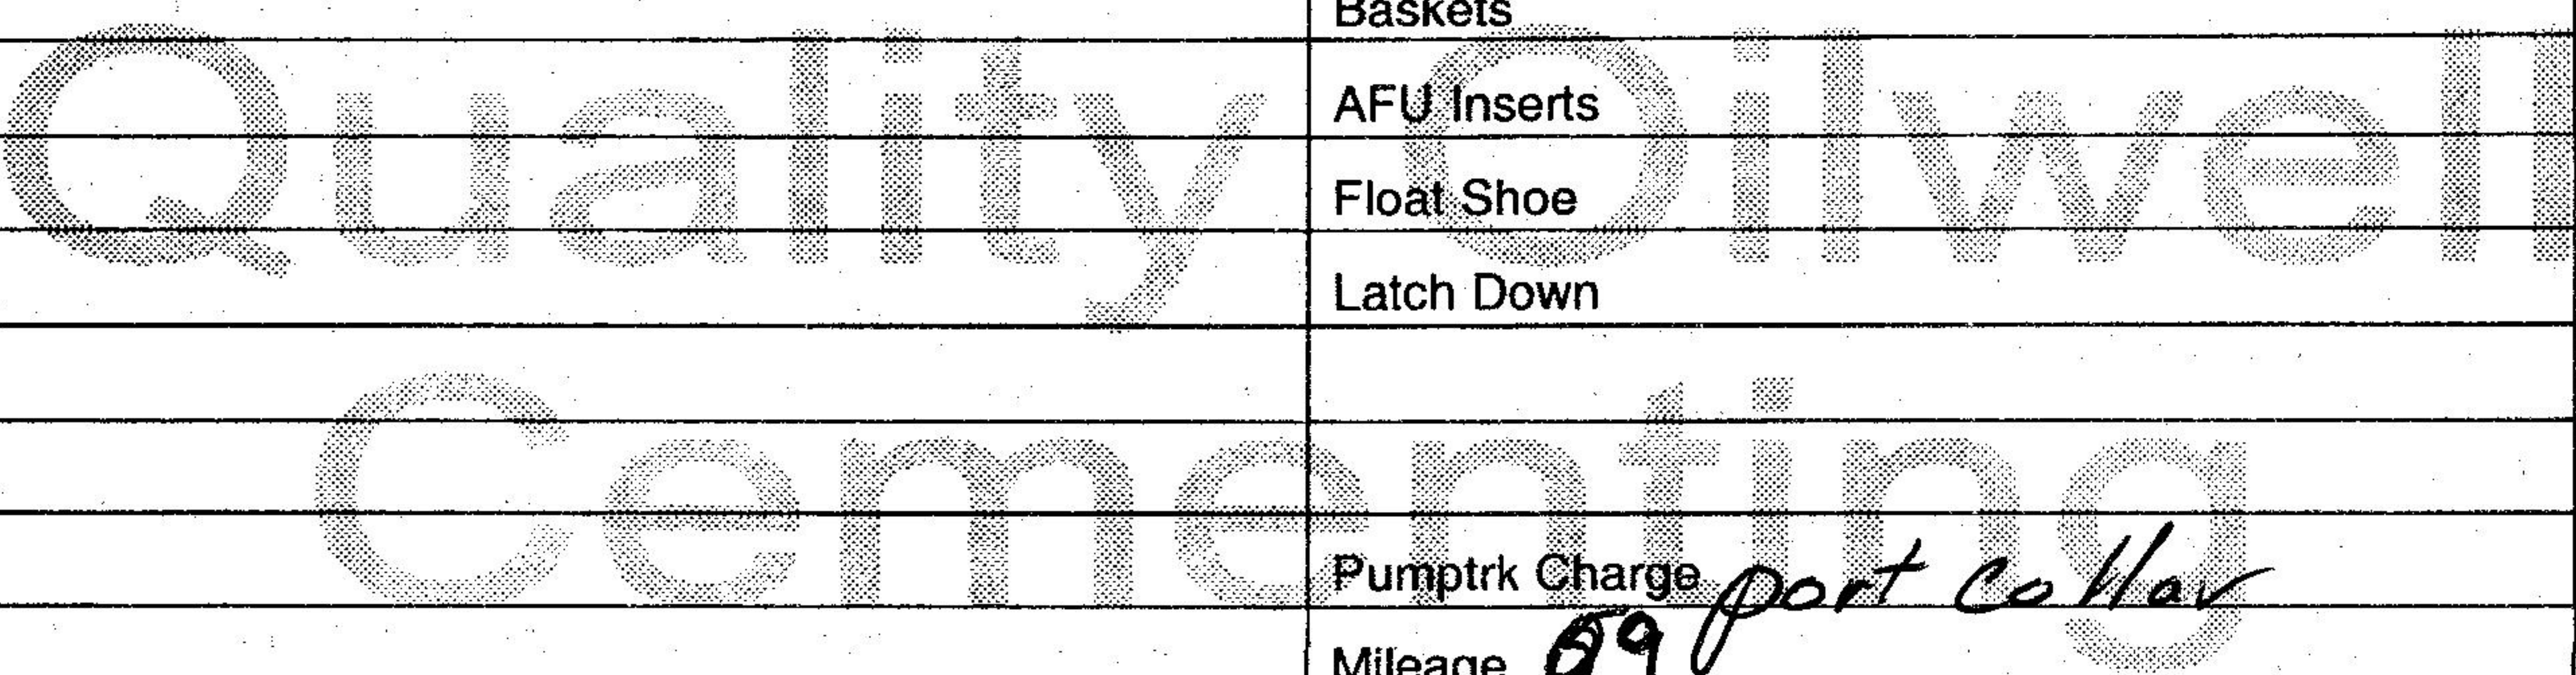 Baskets
Quality Oilwell
AFU Inserts
Float Shoe
Latch Down
Cementing
Pumptrk Charge port collar
Mileage